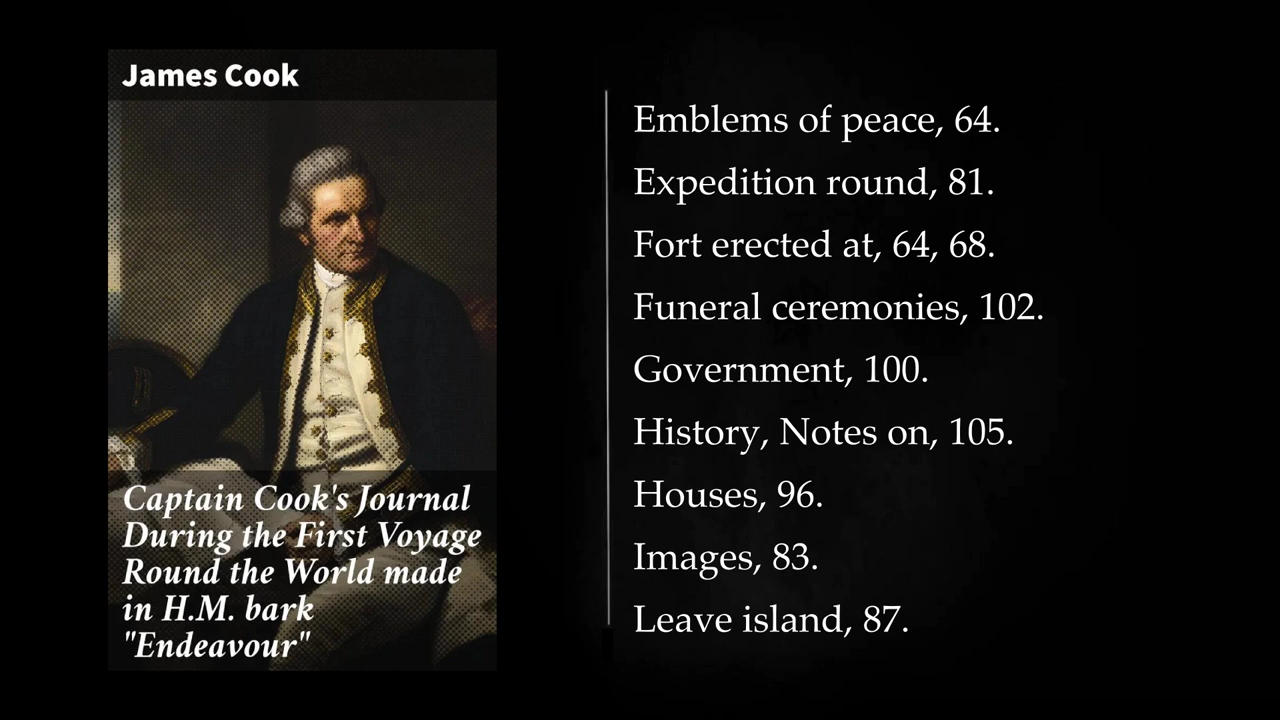 James Cook
Captain Cook's Journal
During the First Voyage
Round the World made
in H.M. bark
"Endeavour"
Emblems of peace, 64.
Expedition round, 81.
Fort erected at, 64, 68.
Funeral ceremonies, 102.
Government, 100.
History, Notes on, 105.
Houses, 96.
Images, 83.
Leave island, 87.